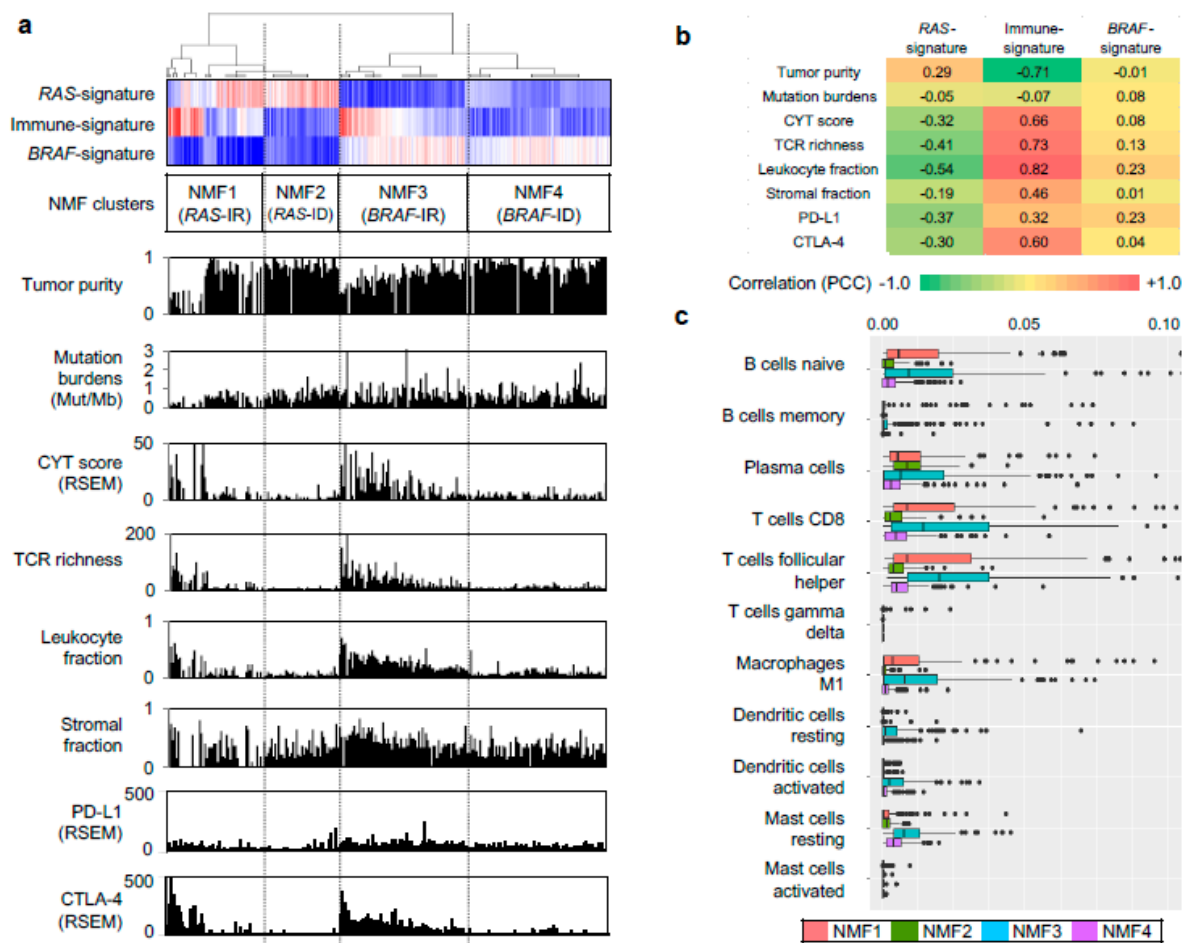 a
RAS-signature
Immune-signature
BRAF-signature
NMF clusters
NMF1 NMF2 NMF3 NMF4
(RAS-IR) (RAS-ID) (BRAF-IR) (BRAF-ID)
Tumor purity
1
0
Mutation
burdens
(Mut/Mb)
3
2
1
0
CYT score
(RSEM)
50
0
TCR richness
200
0
Leukocyte
fraction
1
0
Stromal
fraction
1
0
PD-L1
(RSEM)
500
0
CTLA-4
(RSEM)
500
0
b
RAS- Immune- BRAF-
signature signature signature
Tumor purity 0.29 -0.71 -0.01
Mutation burdens -0.05 -0.07 0.08
CYT score -0.32 0.66 0.08
TCR richness -0.41 0.73 0.13
Leukocyte fraction -0.54 0.82 0.23
Stromal fraction -0.19 0.46 0.01
PD-L1 -0.37 0.32 0.23
CTLA-4 -0.30 0.60 0.04
Correlation (PCC) -1.0 +1.0
c
0.00 0.05 0.10
B cells naive
B cells memory
Plasma cells
T cells CD8
T cells follicular
helper
T cells gamma
delta
Macrophages
M1
Dendritic cells
resting
Dendritic cells
activated
Mast cells
resting
Mast cells
activated
NMF1 NMF2 NMF3 NMF4